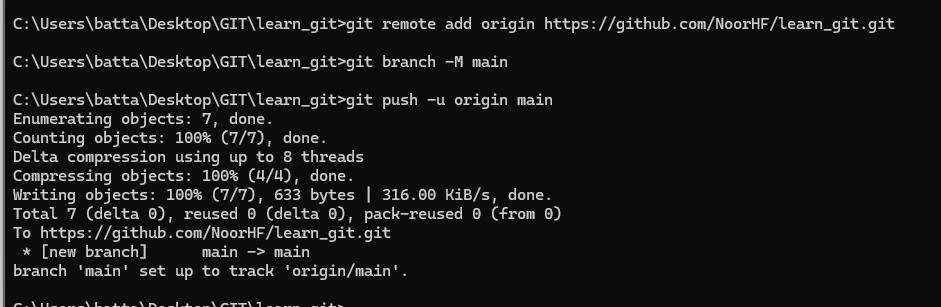 C:\Users\batta\Desktop\GIT\learn_git>git remote add origin https://github.com/NoorHF/learn_git.git
C:\Users\batta\Desktop\GIT\learn_git>git branch -M main
C:\Users\batta\Desktop\GIT\learn_git>git push -u origin main
Enumerating objects: 7, done.
Counting objects: 100% (7/7), done.
Delta compression using up to 8 threads
Compressing objects: 100% (4/4), done.
Writing objects: 100% (7/7), 633 bytes | 316.00 KiB/s, done.
Total 7 (delta 0), reused 0 (delta 0), pack-reused 0 (from 0)
To https://github.com/NoorHF/learn_git.git
 * [new branch]      main -> main
branch 'main' set up to track 'origin/main'.
C:\Users\batta\Desktop\GIT\learn_git>